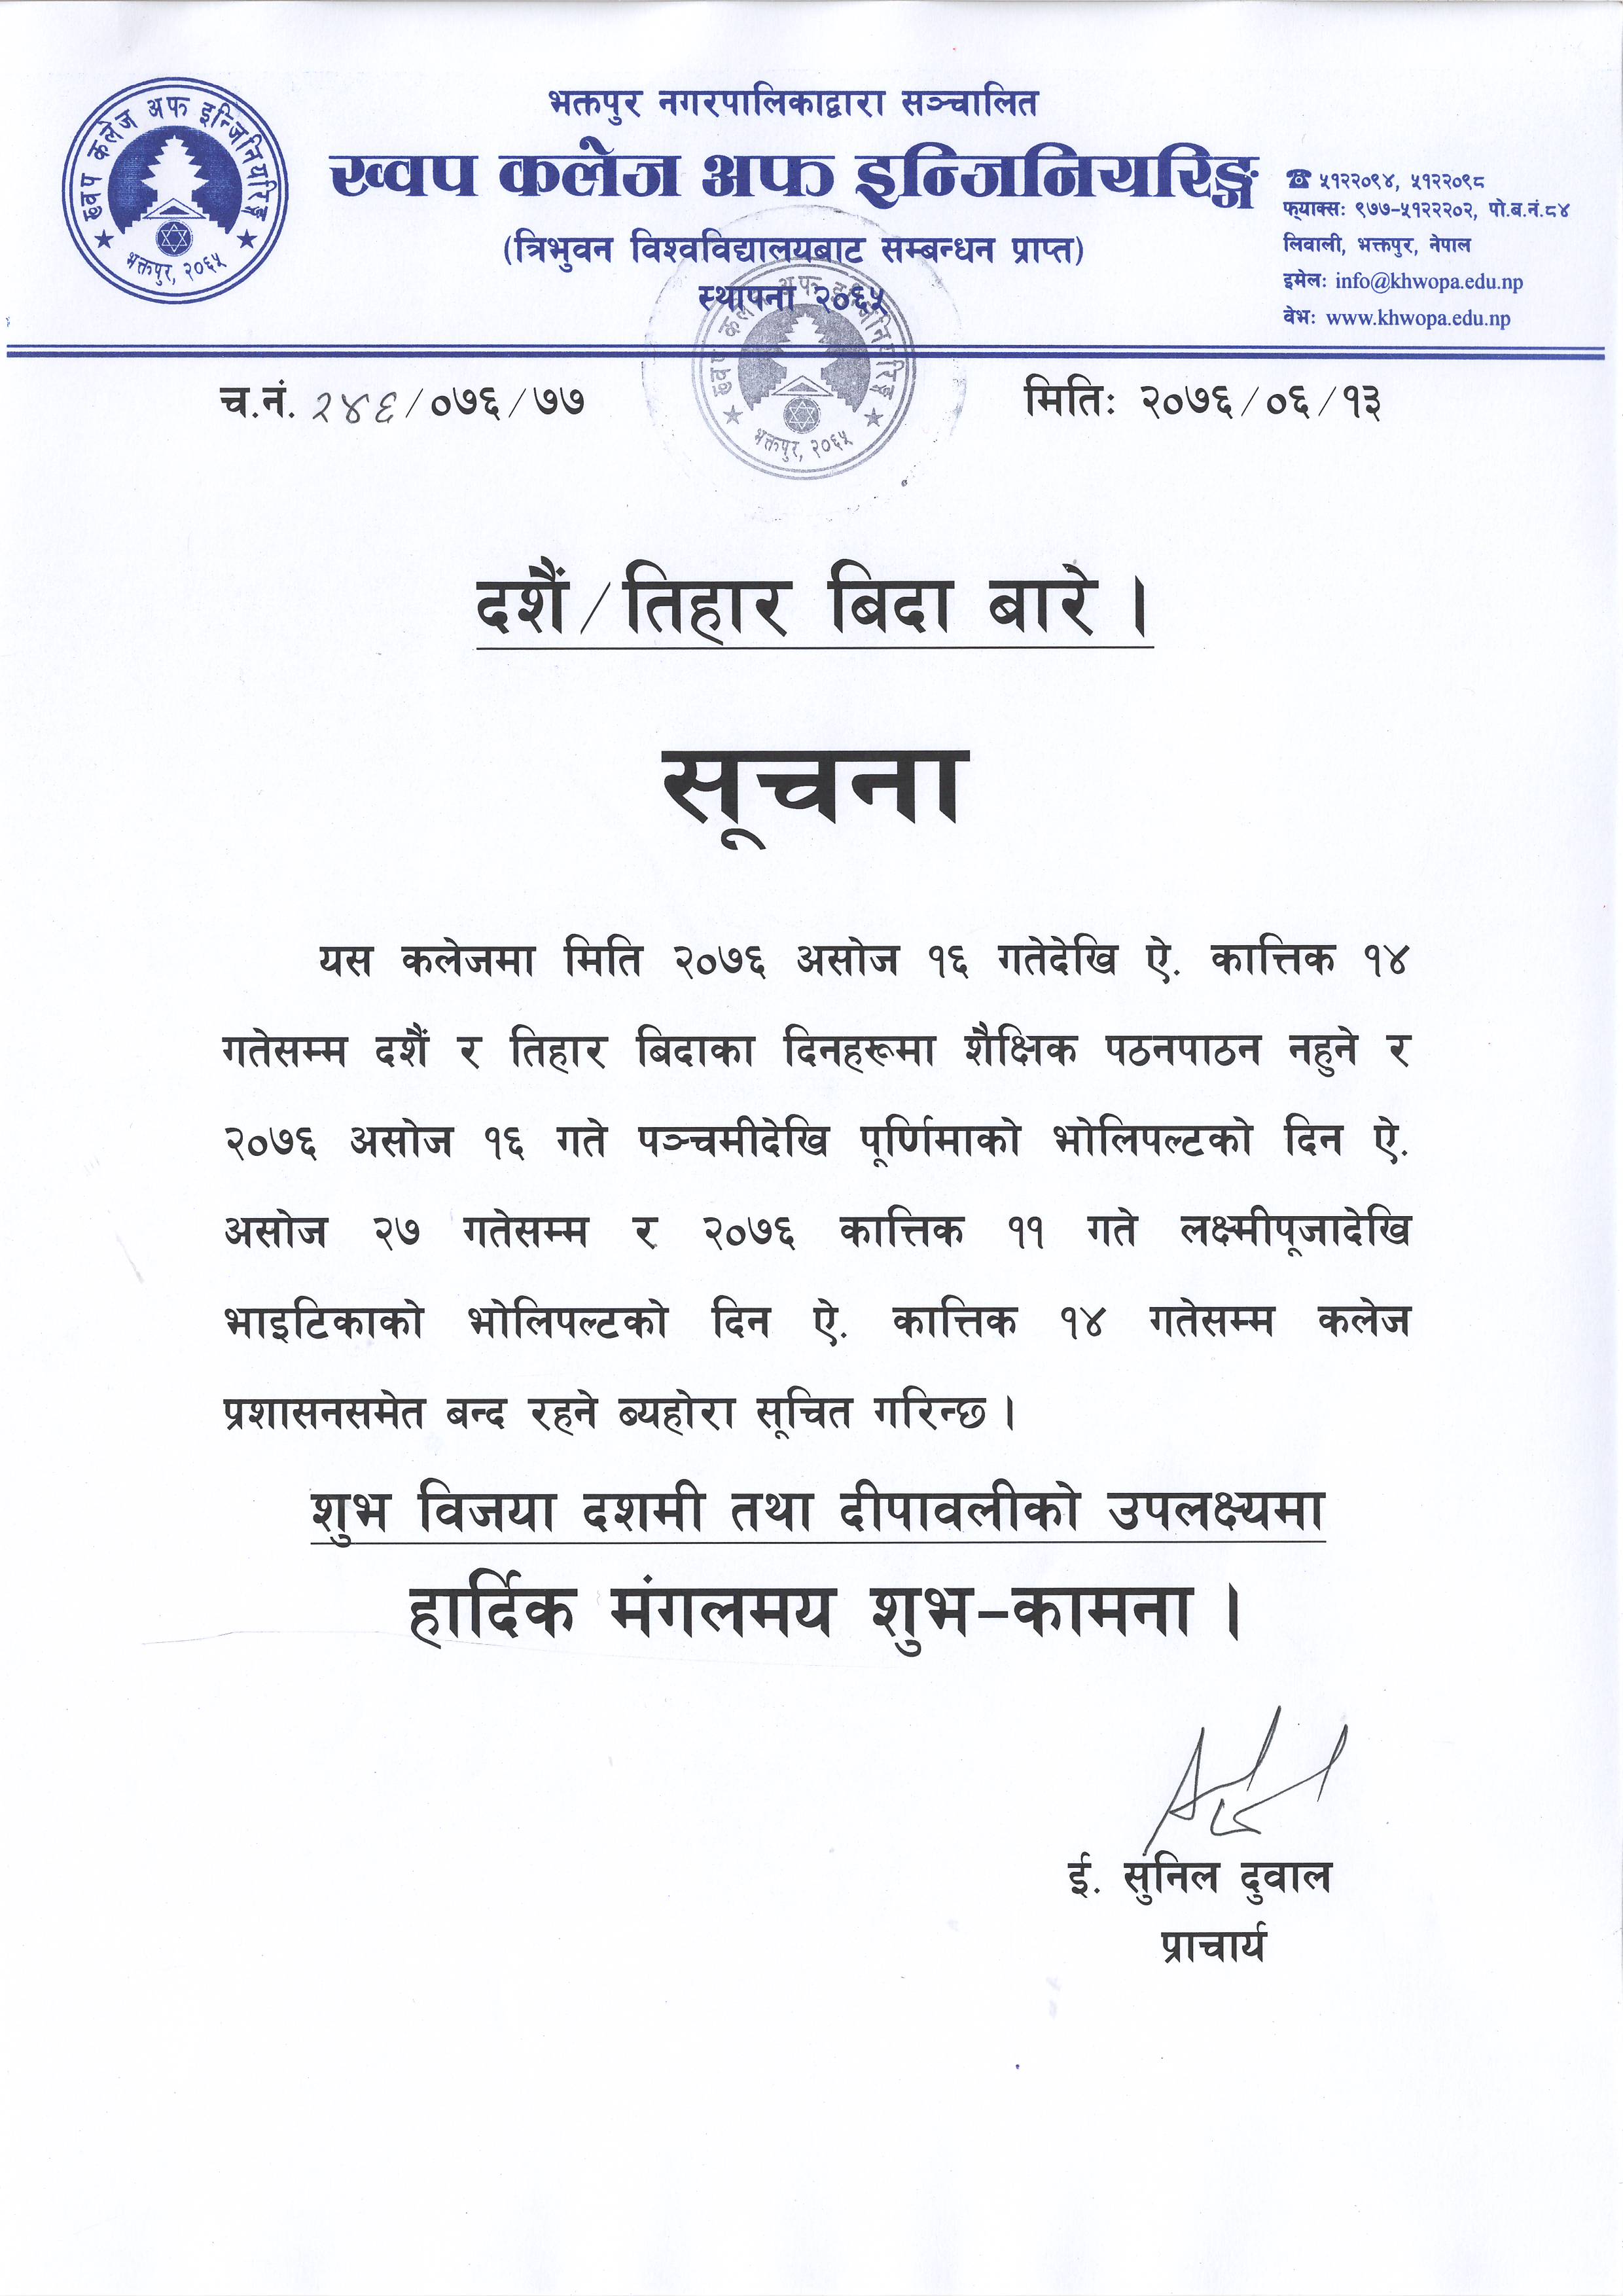 भक्तपुर नगरपालिकाद्वारा सञ्चालित
ख्वप कलेज अफ इन्जिनियरिङ्ग
(त्रिभुवन विश्वविद्यालयबाट सम्बन्धन प्राप्त)
स्थापना २०६५
ख्वप कलेज अफ इन्जिनियरिङ्ग
भक्तपुर, २०६५
☎ ५१२२०९४, ५१२२०९८
फ्याक्स: ९७७-५१२२२०२, पो.ब.नं.८४
लिवाली, भक्तपुर, नेपाल
इमेल: info@khwopa.edu.np
वेभ: www.khwopa.edu.np
ख्वप कलेज अफ इन्जिनियरिङ्ग
भक्तपुर, २०६५
च.नं. २४६/०७६/७७
मिति: २०७६/०६/१३
दशैं/तिहार बिदा बारे ।
सूचना
यस कलेजमा मिति २०७६ असोज १६ गतेदेखि ऐ. कात्तिक १४
गतेसम्म दशैं र तिहार बिदाका दिनहरूमा शैक्षिक पठनपाठन नहुने र
२०७६ असोज १६ गते पञ्चमीदेखि पूर्णिमाको भोलिपल्टको दिन ऐ.
असोज २७ गतेसम्म र २०७६ कात्तिक ११ गते लक्ष्मीपूजादेखि
भाइटिकाको भोलिपल्टको दिन ऐ. कात्तिक १४ गतेसम्म कलेज
प्रशासनसमेत बन्द रहने ब्यहोरा सूचित गरिन्छ ।
शुभ विजया दशमी तथा दीपावलीको उपलक्ष्यमा
हार्दिक मंगलमय शुभ-कामना ।
ई. सुनिल दुवाल
प्राचार्य